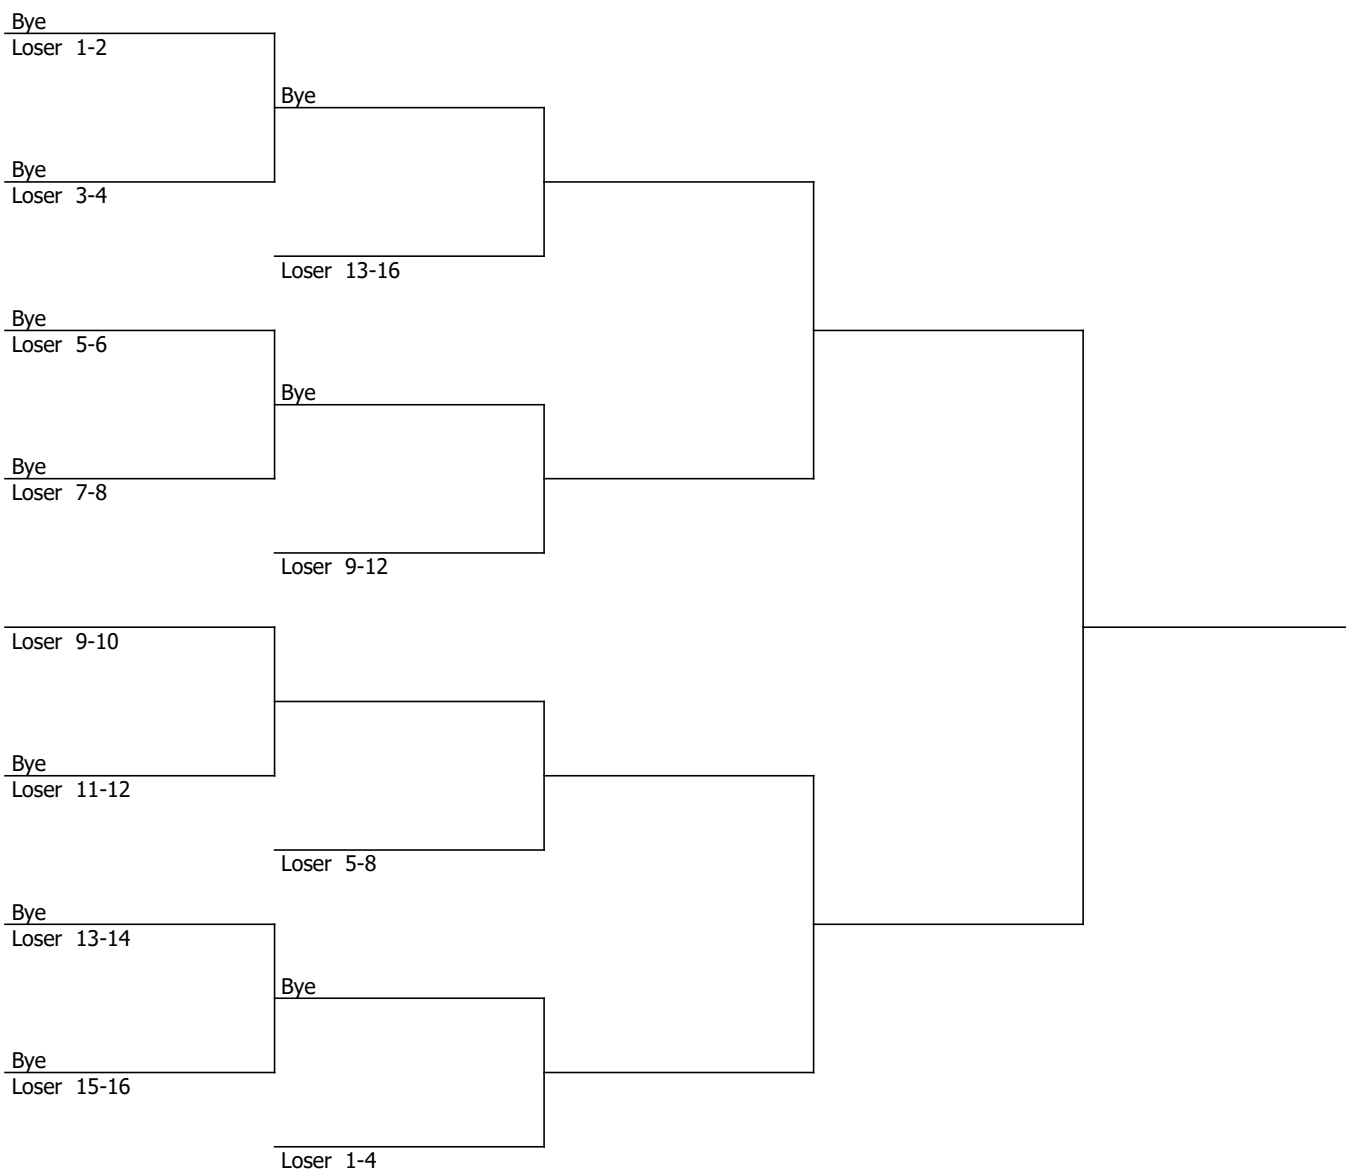 Bye
Loser 1-2
Bye
Bye
Loser 3-4
Loser 13-16
Bye
Loser 5-6
Bye
Bye
Loser 7-8
Loser 9-12
Loser 9-10
Bye
Loser 11-12
Loser 5-8
Bye
Loser 13-14
Bye
Bye
Loser 15-16
Loser 1-4